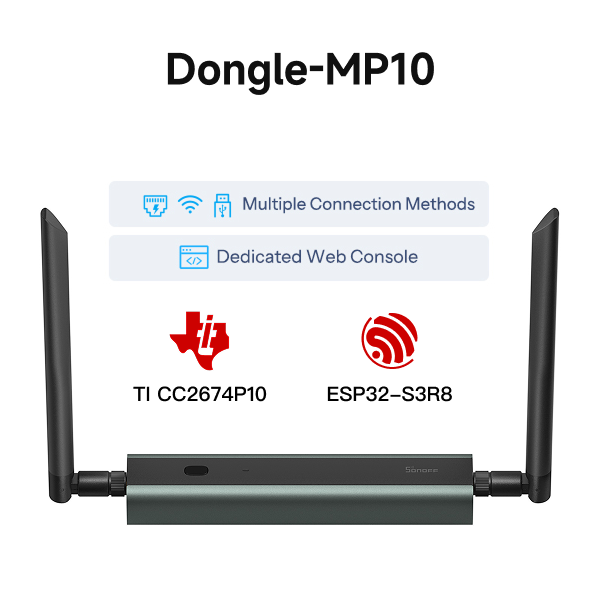 Dongle-MP10
Multiple Connection Methods
Dedicated Web Console
TI CC2674P10
ESP32-S3R8
SONOFF